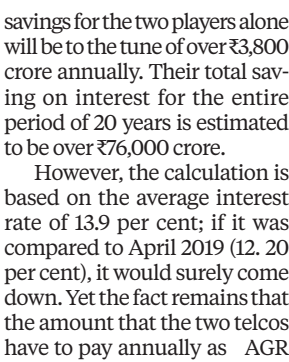 savings for the two players alone
will be to the tune of over ₹3,800
crore annually. Their total sav-
ing on interest for the entire
period of 20 years is estimated
to be over ₹76,000 crore.
However, the calculation is
based on the average interest
rate of 13.9 per cent; if it was
compared to April 2019 (12. 20
per cent), it would surely come
down. Yet the fact remains that
the amount that the two telcos
have to pay annually as AGR